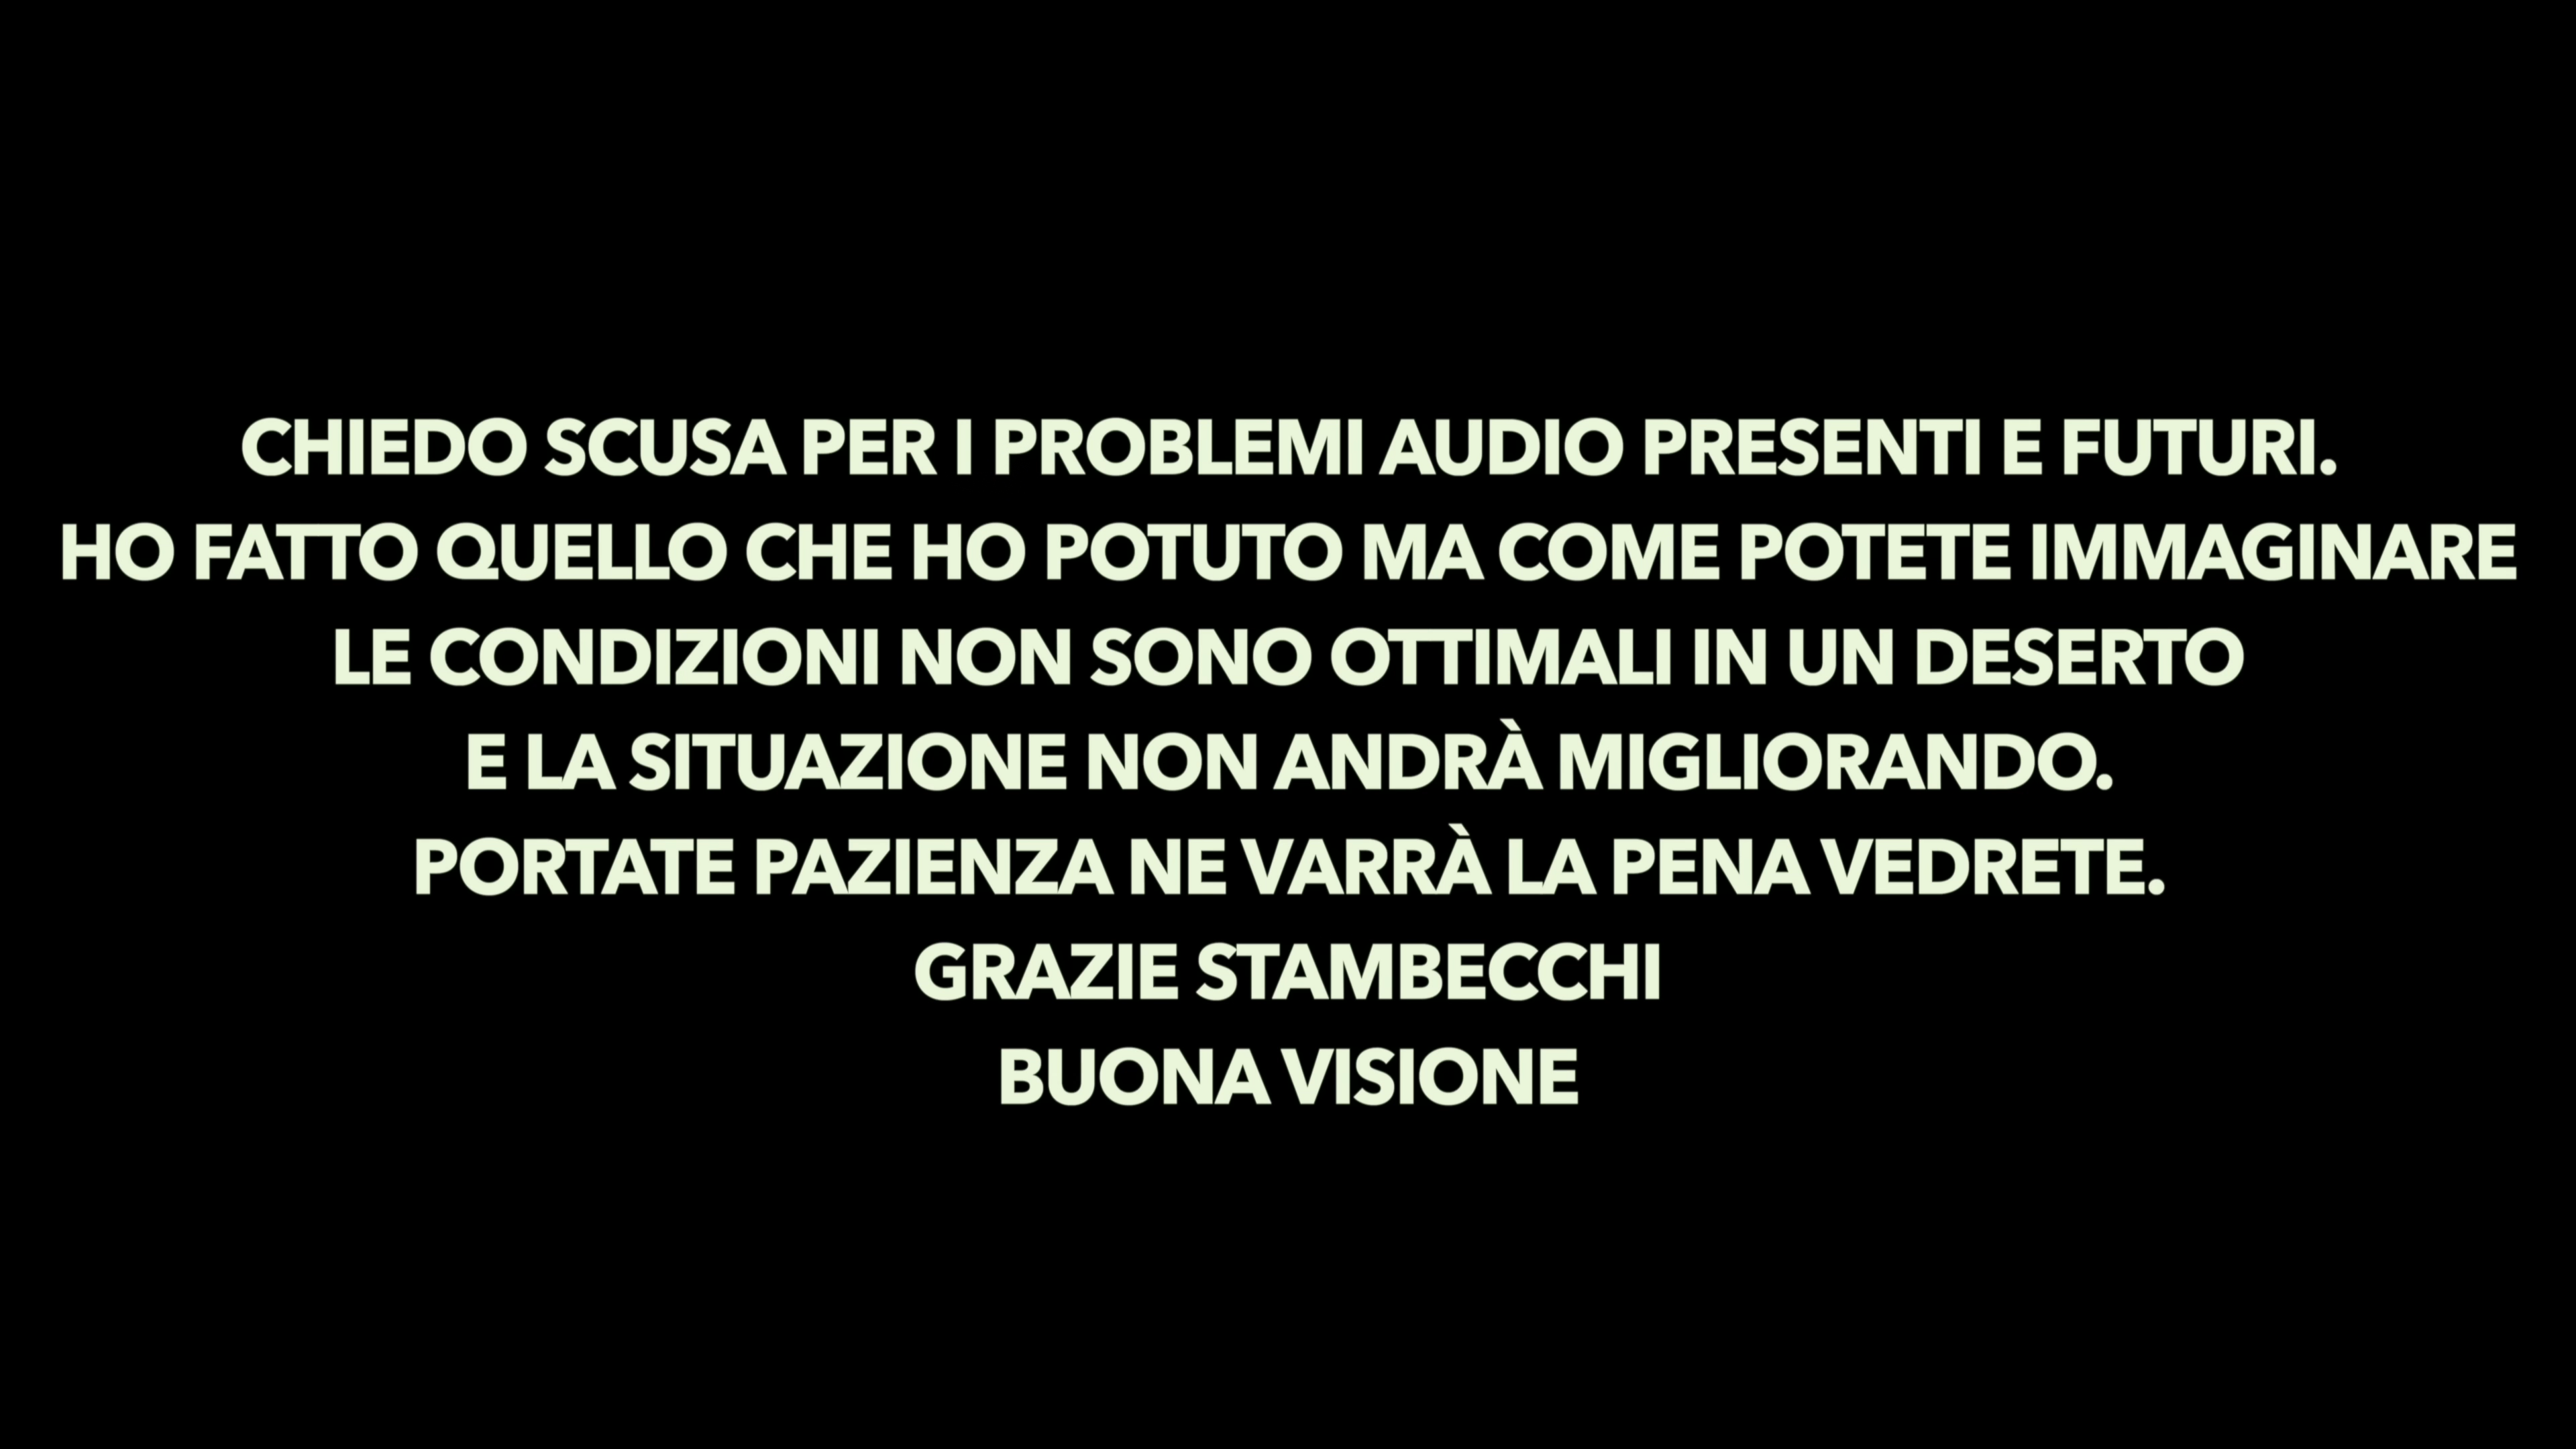 CHIEDO SCUSA PER I PROBLEMI AUDIO PRESENTI E FUTURI.
HO FATTO QUELLO CHE HO POTUTO MA COME POTETE IMMAGINARE
LE CONDIZIONI NON SONO OTTIMALI IN UN DESERTO
E LA SITUAZIONE NON ANDRÀ MIGLIORANDO.
PORTATE PAZIENZA NE VARRÀ LA PENA VEDRETE.
GRAZIE STAMBECCHI
BUONA VISIONE